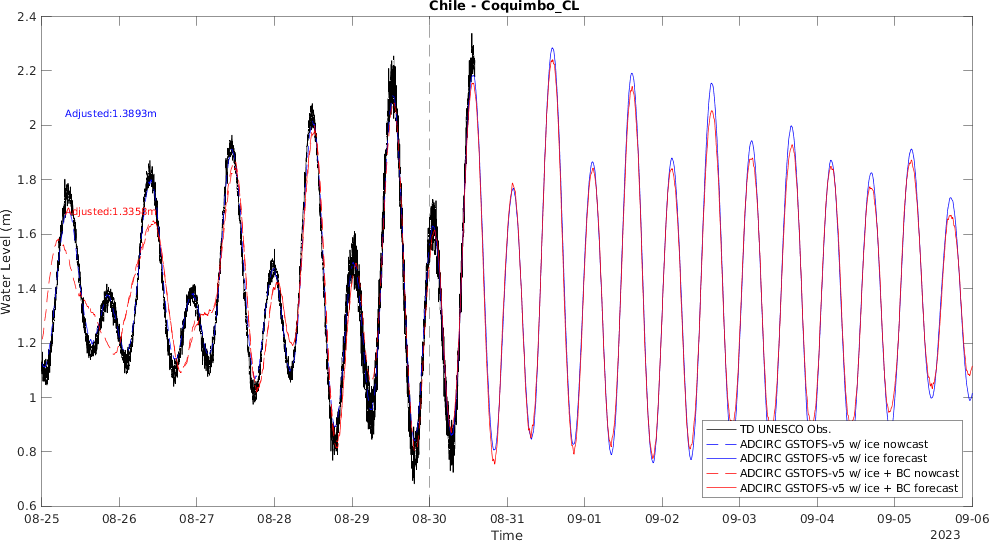 Chile - Coquimbo_CL
2.4
2.2
2
1.8
1.6
1.4
1.2
1
0.8
0.6
Water Level (m)
Adjusted:1.3893m
Adjusted:1.3358m
TD UNESCO Obs.
ADCIRC GSTOFS-v5 w/ ice nowcast
ADCIRC GSTOFS-v5 w/ ice forecast
ADCIRC GSTOFS-v5 w/ ice + BC nowcast
ADCIRC GSTOFS-v5 w/ ice + BC forecast
08-25 08-26 08-27 08-28 08-29 08-30 08-31 09-01 09-02 09-03 09-04 09-05 09-06
Time
2023